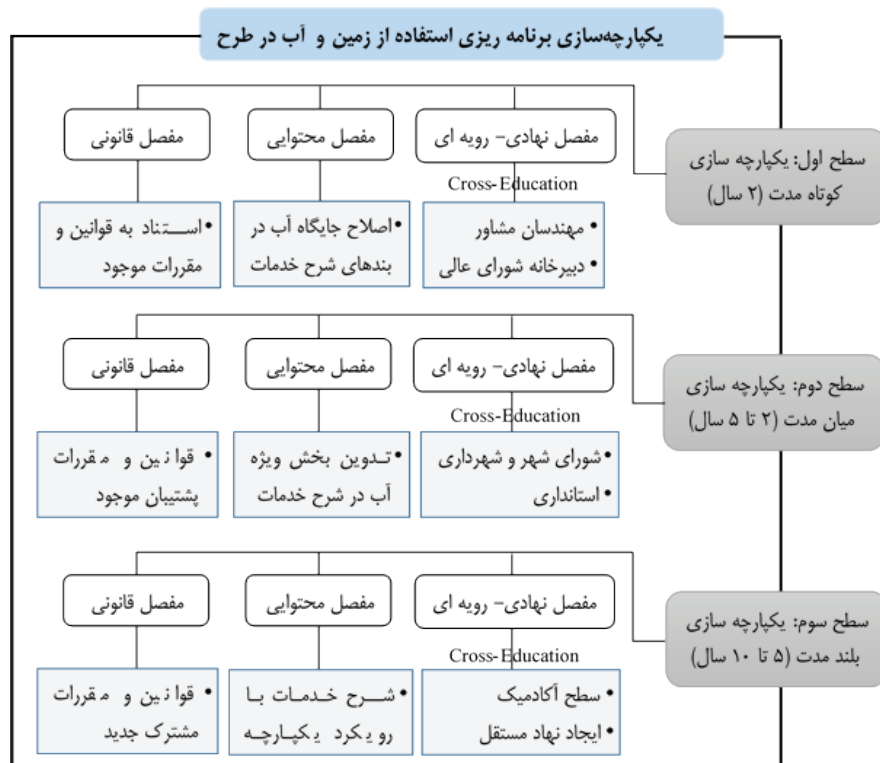 یکپارچه‌سازی برنامه ریزی استفاده از زمین و آب در طرح
سطح اول: یکپارچه سازی
کوتاه مدت (۲ سال)
مفصل نهادی- رویه ای
مفصل محتوایی
مفصل قانونی
Cross-Education
• مهندسان مشاور
• دبیرخانه شورای عالی
• اصلاح جایگاه آب در
بندهای شرح خدمات
• استناد به قوانین و
مقررات موجود
سطح دوم: یکپارچه سازی
میان مدت (۲ تا ۵ سال)
مفصل نهادی- رویه ای
مفصل محتوایی
مفصل قانونی
Cross-Education
• شورای شهر و شهرداری
• استانداری
• تدوین بخش ویژه
آب در شرح خدمات
• قوانین و مقررات
پشتیبان موجود
سطح سوم: یکپارچه سازی
بلند مدت (۵ تا ۱۰ سال)
مفصل نهادی- رویه ای
مفصل محتوایی
مفصل قانونی
Cross-Education
• سطح آکادمیک
• ایجاد نهاد مستقل
• شرح خدمات با
رویکرد یکپارچه
• قوانین و مقررات
مشترک جدید